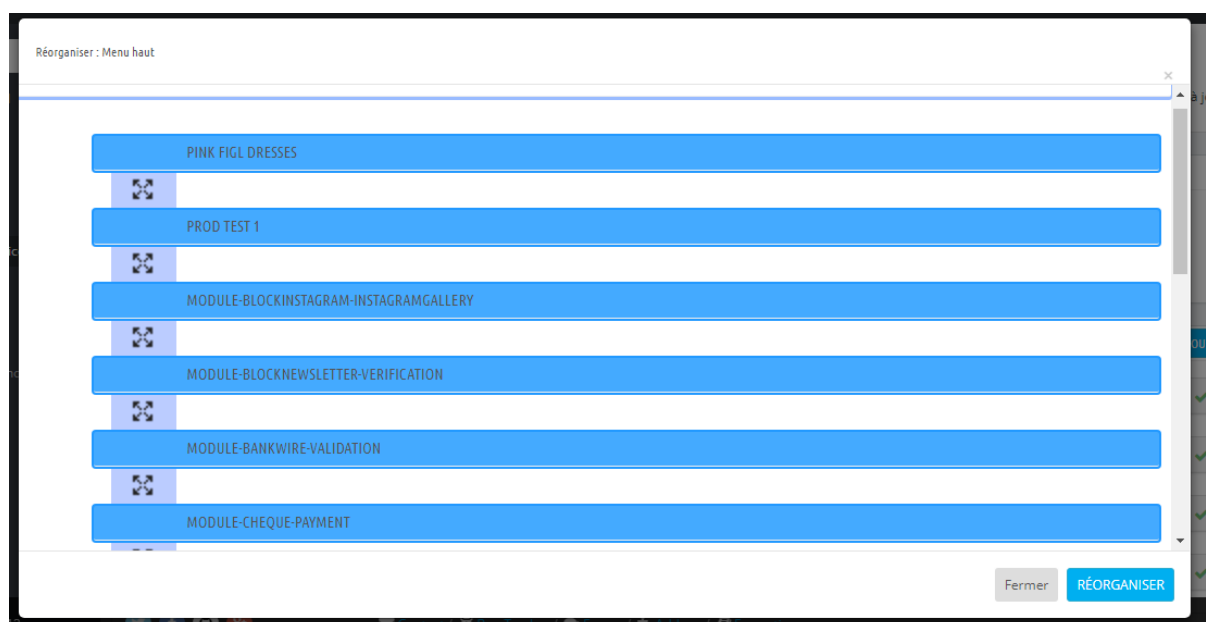 Réorganiser : Menu haut
×
à j
PINK FIGL DRESSES
PROD TEST 1
MODULE-BLOCKINSTAGRAM-INSTAGRAMGALLERY
MODULE-BLOCKNEWSLETTER-VERIFICATION
MODULE-BANKWIRE-VALIDATION
MODULE-CHEQUE-PAYMENT
Fermer
RÉORGANISER